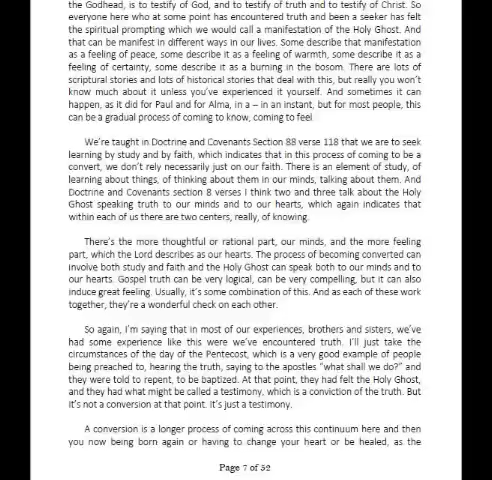 the Godhead, is to testify of God, and to testify of truth and to testify of Christ. So
everyone here who at some point has encountered truth and been a seeker has felt
the spiritual prompting which we would call a manifestation of the Holy Ghost. And
that can be manifest in different ways in our lives. Some describe that manifestation
as a feeling of peace, some describe it as a feeling of warmth, some describe it as a
feeling of certainty, some describe it as a burning in the bosom. There are lots of
scriptural stories and lots of historical stories that deal with this, but really you won't
know much about it unless you've experienced it yourself. And sometimes it can
happen, as it did for Paul and for Alma, in a – in an instant, but for most people, this
can be a gradual process of coming to know, coming to feel.
We're taught in Doctrine and Covenants Section 88 verse 118 that we are to seek
learning by study and by faith, which indicates that in this process of coming to be a
convert, we don't rely necessarily just on our faith. There is an element of study, of
learning about things, of thinking about them in our minds, talking about them. And
Doctrine and Covenants section 8 verses I think two and three talk about the Holy
Ghost speaking truth to our minds and to our hearts, which again indicates that
within each of us there are two centers, really, of knowing.
There's the more thoughtful or rational part, our minds, and the more feeling
part, which the Lord describes as our hearts. The process of becoming converted can
involve both study and faith and the Holy Ghost can speak both to our minds and to
our hearts. Gospel truth can be very logical, can be very compelling, but it can also
induce great feeling. Usually, it's some combination of this. And as each of these work
together, they're a wonderful check on each other.
So again, I'm saying that in most of our experiences, brothers and sisters, we've
had some experience like this were we've encountered truth. I'll just take the
circumstances of the day of the Pentecost, which is a very good example of people
being preached to, hearing the truth, saying to the apostles "what shall we do?" and
they were told to repent, to be baptized. At that point, they had felt the Holy Ghost,
and they had what might be called a testimony, which is a conviction of the truth. But
it's not a conversion at that point. It's just a testimony.
A conversion is a longer process of coming across this continuum here and then
you now being born again or having to change your heart or be healed, as the
Page 7 of 52